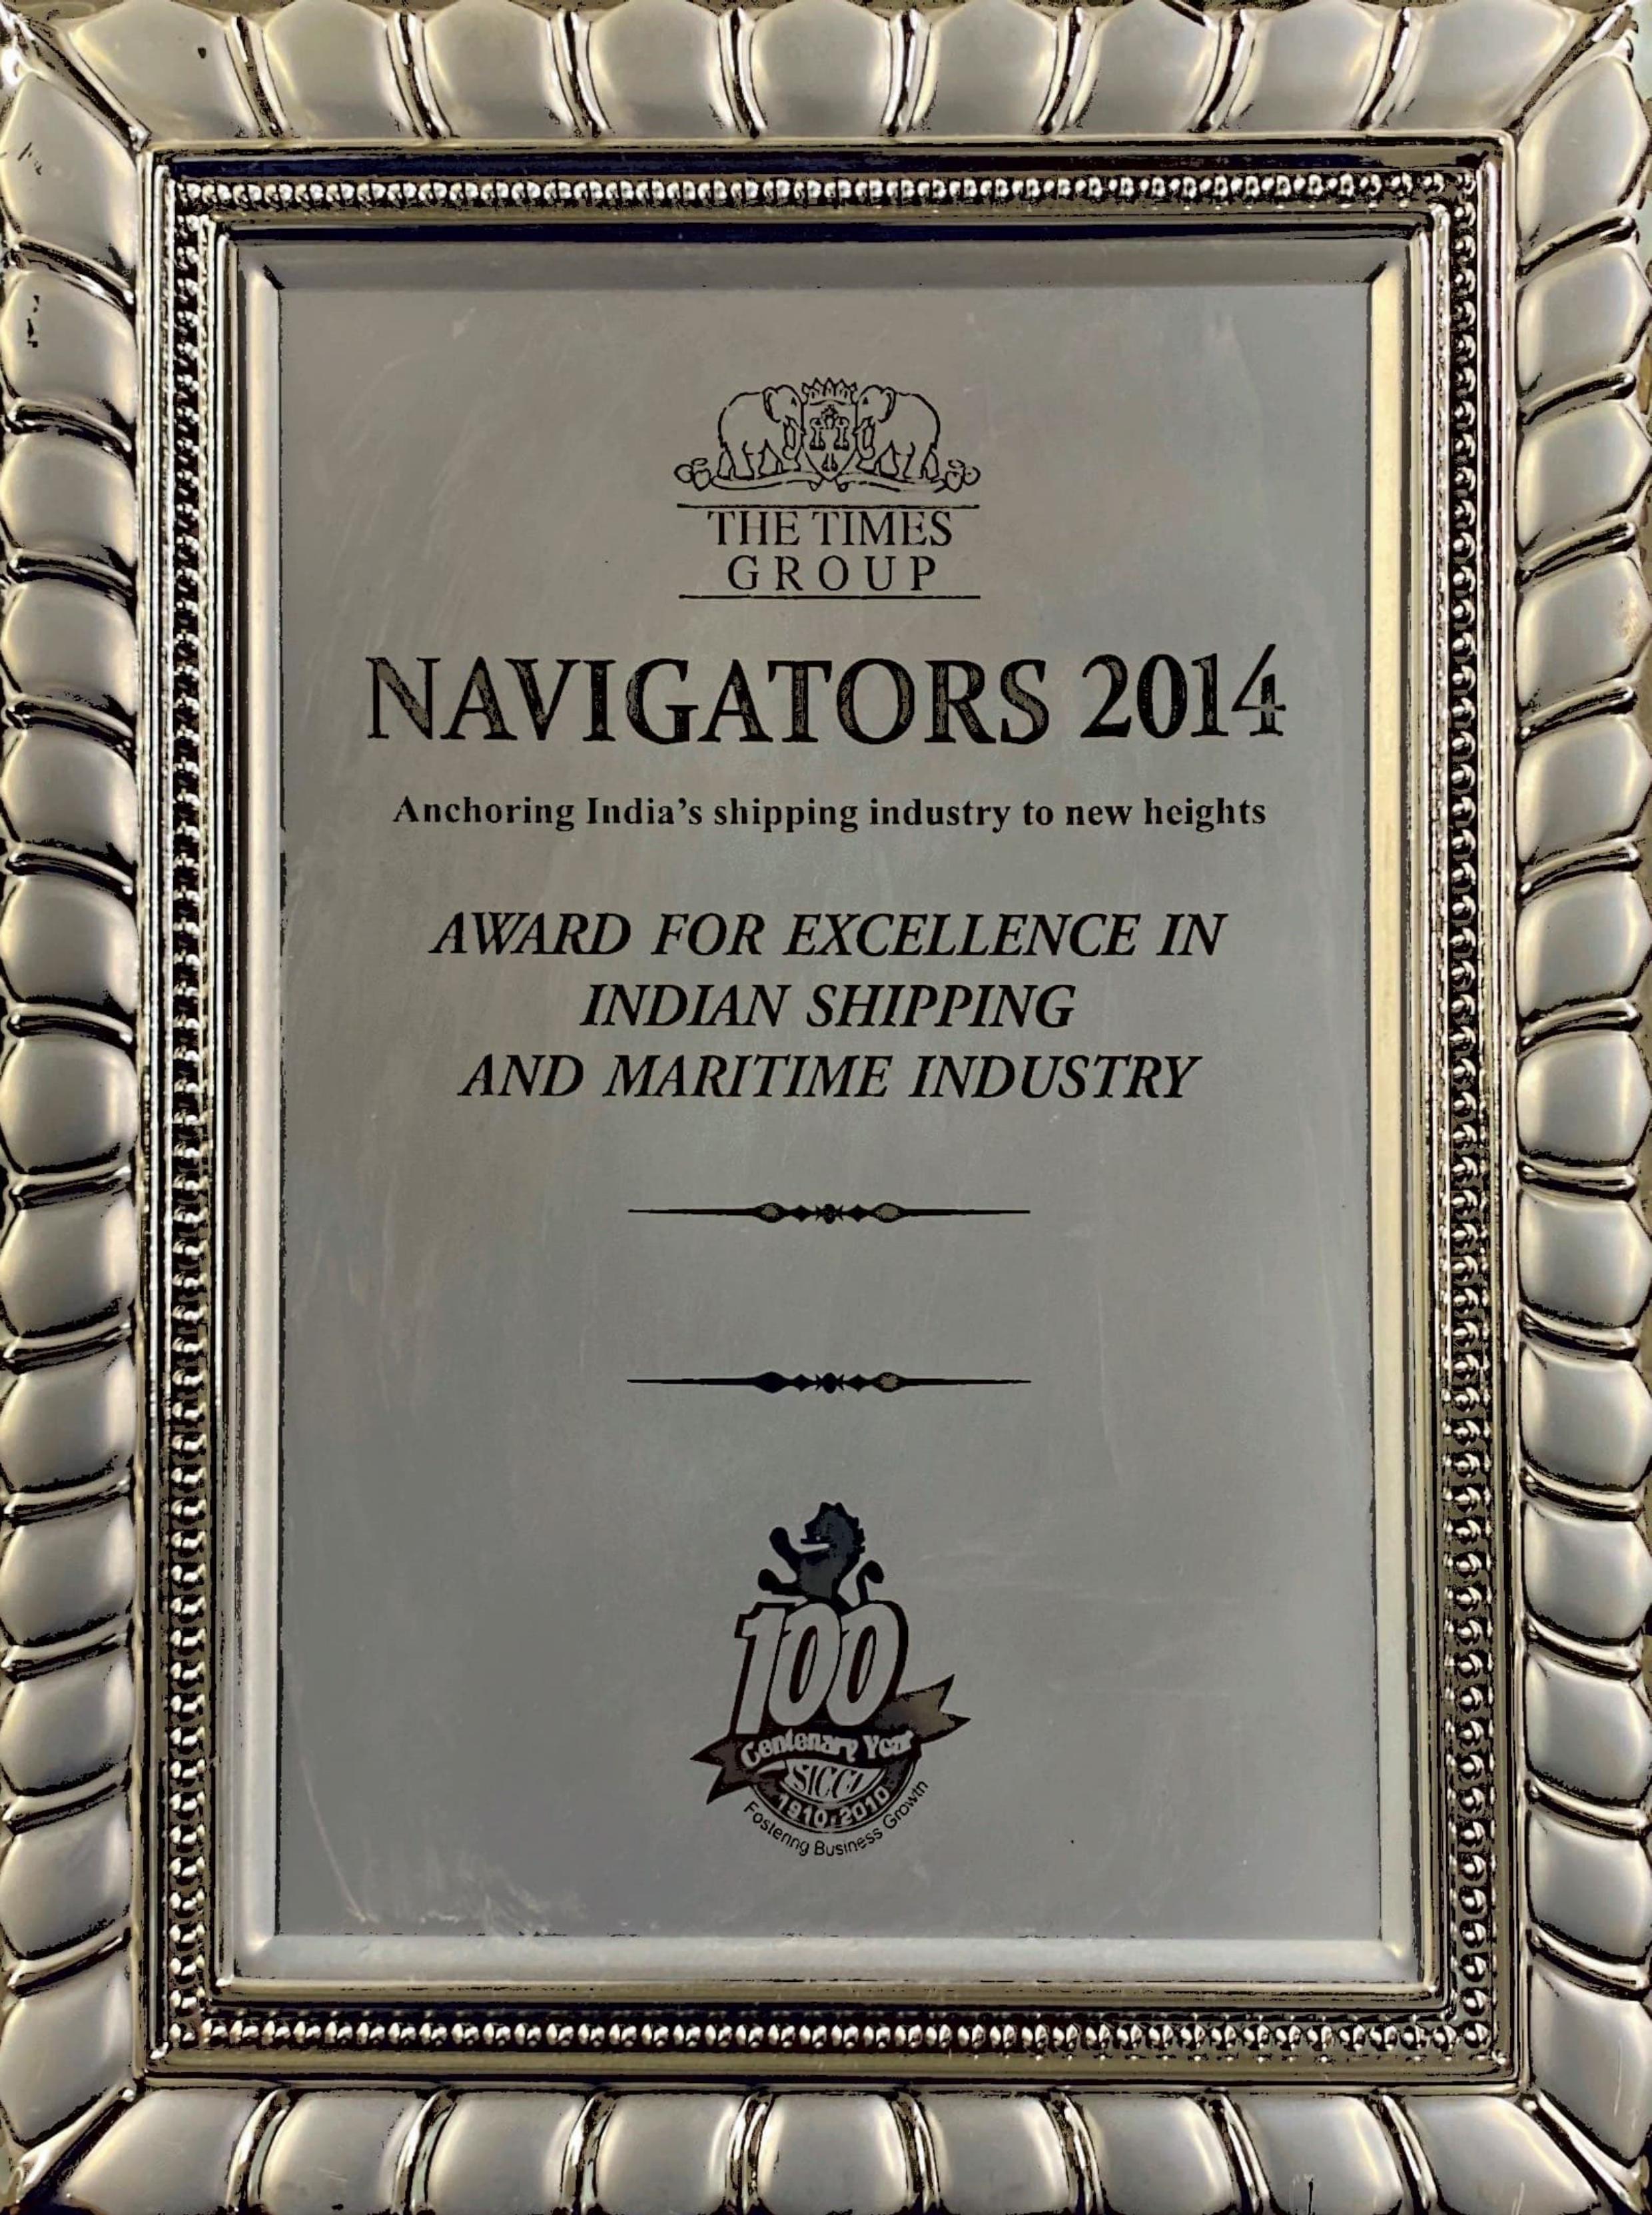 THE TIMES
GROUP
NAVIGATORS 2014
Anchoring India's shipping industry to new heights
AWARD FOR EXCELLENCE IN
INDIAN SHIPPING
AND MARITIME INDUSTRY
100
Centenary Year
SICCI
1910-2010
Fostering Business Growth